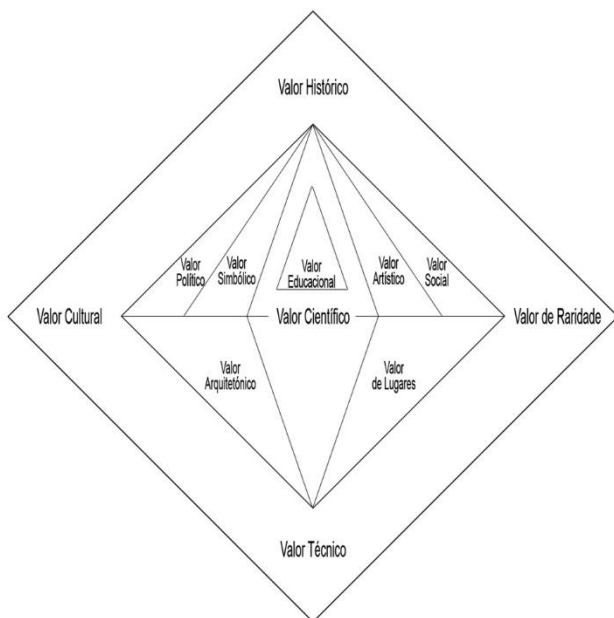 Valor Histórico
Valor
Político
Valor
Simbólico
Valor
Educacional
Valor
Artístico
Valor
Social
Valor Cultural
Valor Científico
Valor de Raridade
Valor
Arquitetónico
Valor
de Lugares
Valor Técnico